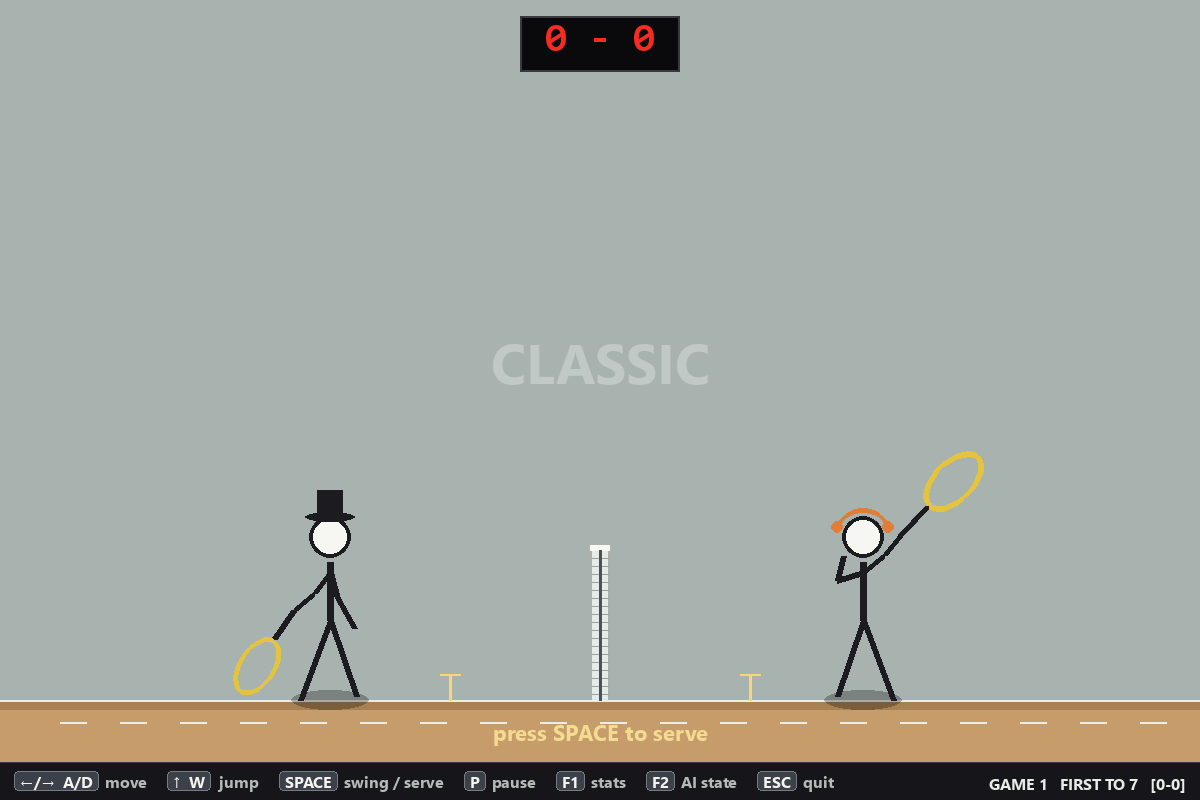 0 - 0
CLASSIC
press SPACE to serve
←/→ A/D move ↑ W jump SPACE swing / serve P pause F1 stats F2 AI state ESC quit GAME 1 FIRST TO 7 [0-0]